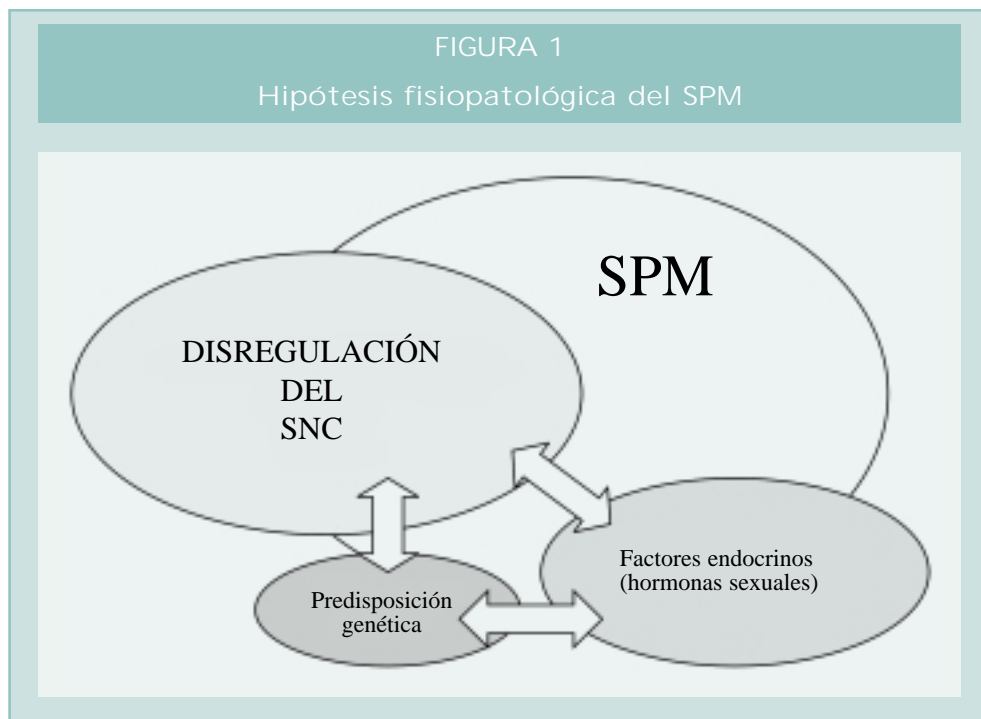 FIGURA 1
Hipótesis fisiopatológica del SPM
SPM
DISREGULACIÓN
DEL
SNC
Factores endocrinos
(hormonas sexuales)
Predisposición
genética